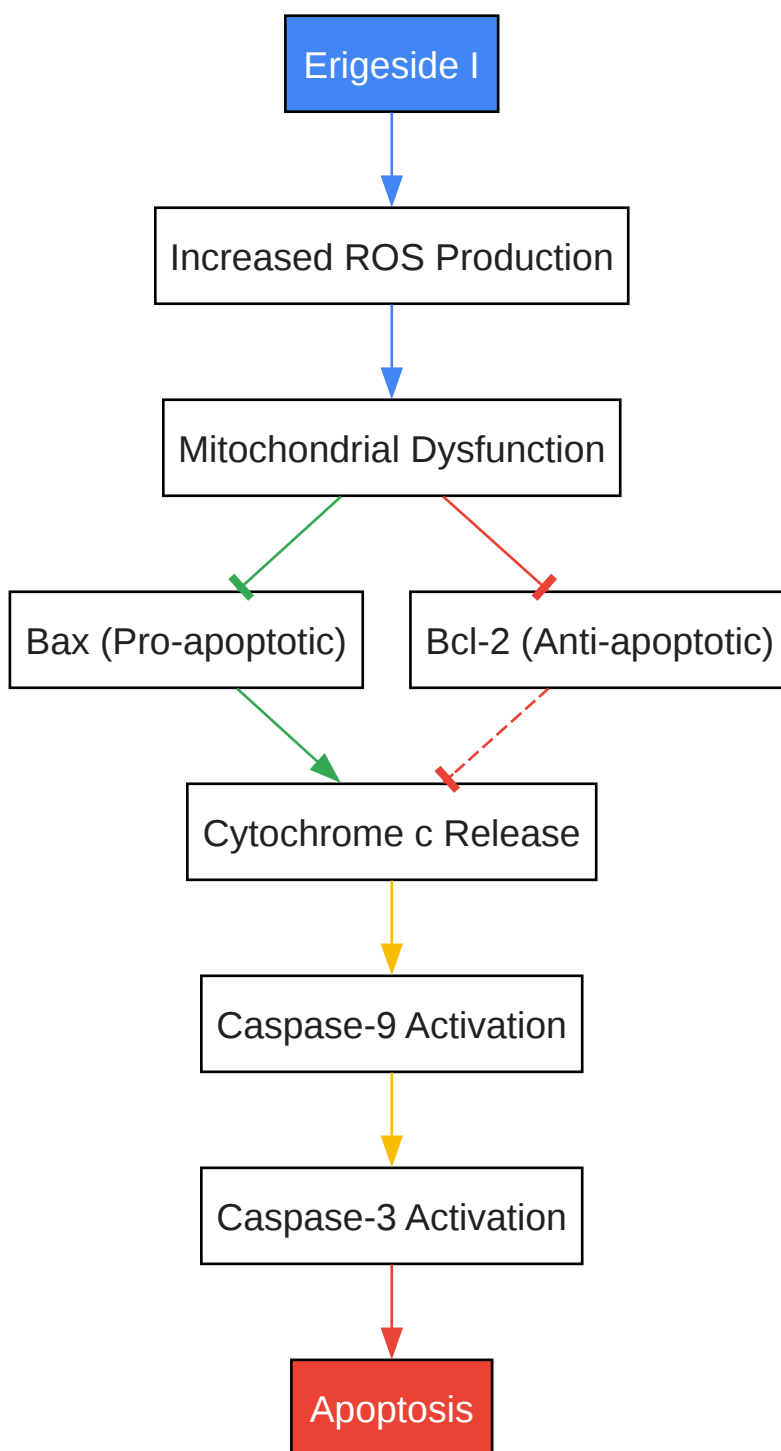 Erigeside I
Increased ROS Production
Mitochondrial Dysfunction
Bax (Pro-apoptotic)
Bcl-2 (Anti-apoptotic)
Cytochrome c Release
Caspase-9 Activation
Caspase-3 Activation
Apoptosis